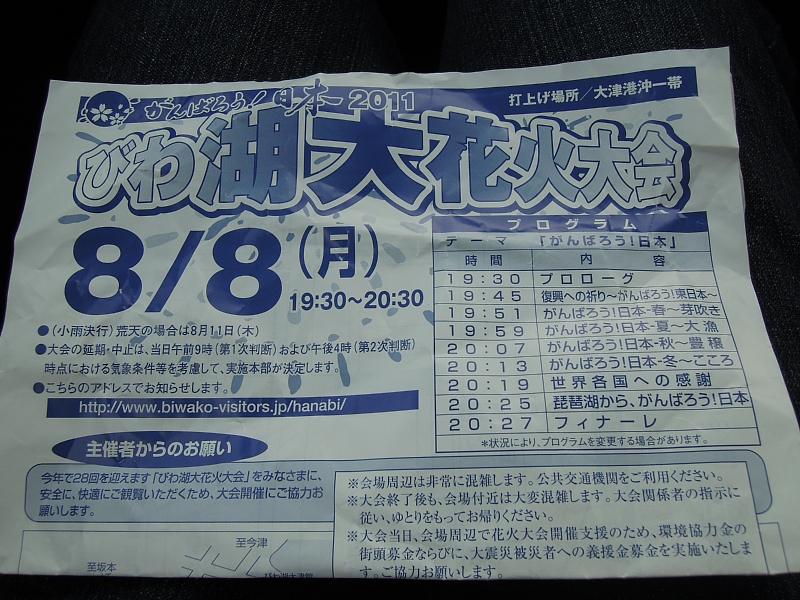 がんばろう!日本 2011
打上げ場所／大津港沖一帯
びわ湖大花火大会
8/8(月)
19:30~20:30
●(小雨決行)荒天の場合は8月11日(木)
●大会の延期・中止は、当日午前9時(第1次判断)および午後4時(第2次判断)
時点における気象条件等を考慮して、実施本部が決定します。
●こちらのアドレスでお知らせします。
http://www.biwako-visitors.jp/hanabi/
プログラム
テーマ 「がんばろう!日本」
時間 内容
19:30 プロローグ
19:45 復興への祈り~がんばろう!東日本~
19:51 がんばろう!日本-春~芽吹き
19:59 がんばろう!日本-夏~大漁
20:07 がんばろう!日本-秋~豊穣
20:13 がんばろう!日本-冬~こころ
20:19 世界各国への感謝
20:25 琵琶湖から、がんばろう!日本
20:27 フィナーレ
*状況により、プログラムを変更する場合があります。
主催者からのお願い
今年で28回を迎えます「びわ湖大花火大会」をみなさまに、
安全に、快適にご観覧いただくため、大会開催にご協力お
願いします。
※会場周辺は非常に混雑します。公共交通機関をご利用ください。
※大会終了後も、会場付近は大変混雑します。大会関係者の指示に
従い、ゆとりをもってお帰りください。
※大会当日、会場周辺で花火大会開催支援のため、環境協力金の
街頭募金ならびに、大震災被災者への義援金募金を実施いたしま
す。ご協力お願いします。
至今津
至坂本
びわ湖大津館